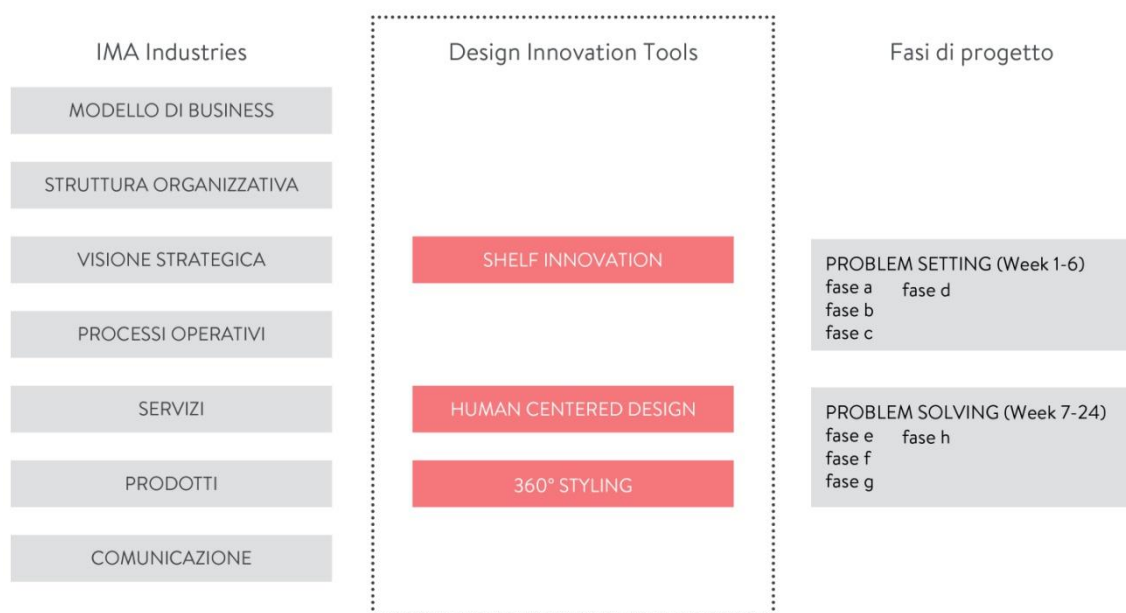 IMA Industries
MODELLO DI BUSINESS
STRUTTURA ORGANIZZATIVA
VISIONE STRATEGICA
PROCESSI OPERATIVI
SERVIZI
PRODOTTI
COMUNICAZIONE
Design Innovation Tools
SHELF INNOVATION
HUMAN CENTERED DESIGN
360° STYLING
Fasi di progetto
PROBLEM SETTING (Week 1-6)
fase a fase d
fase b
fase c
PROBLEM SOLVING (Week 7-24)
fase e fase h
fase f
fase g